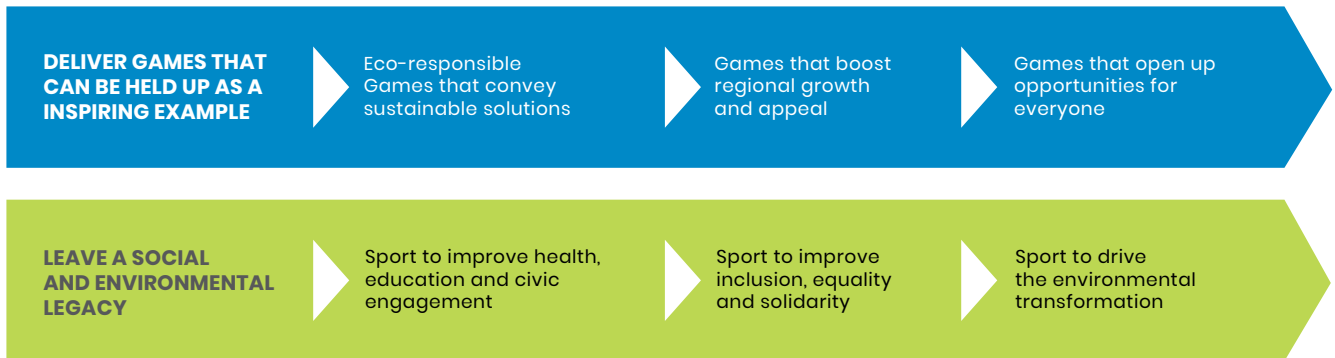 DELIVER GAMES THAT
CAN BE HELD UP AS A
INSPIRING EXAMPLE
Eco-responsible
Games that convey
sustainable solutions
Games that boost
regional growth
and appeal
Games that open up
opportunities for
everyone
LEAVE A SOCIAL
AND ENVIRONMENTAL
LEGACY
Sport to improve health,
education and civic
engagement
Sport to improve
inclusion, equality
and solidarity
Sport to drive
the environmental
transformation